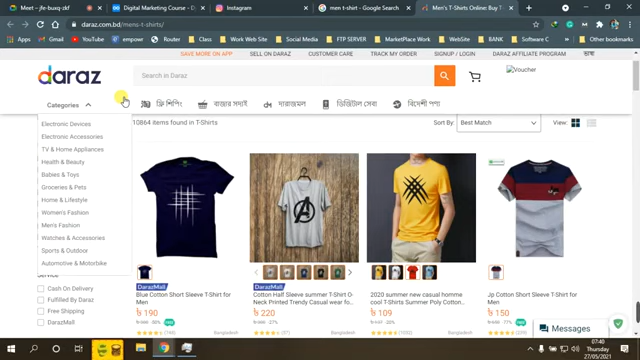 Meet – jfe-buxq-zkf
Digital Marketing Course - D
Instagram
men t-shirt - Google Search
Men's T-Shirts Online: Buy T
daraz.com.bd/mens-t-shirts/
Apps
Gmail
YouTube
empower
Router
Class
Work Group
Social
Support
FTP SERVER
MarketPlace Work
Website
BANK
Software C
Other bookmarks
SAVE MORE ON APP
SELL ON DARAZ
CUSTOMER CARE
TRACK MY ORDER
SIGNUP / LOGIN
DARAZ AFFILIATE PROGRAM
ভাষা
daraz
Search in Daraz
Voucher
Categories
ফ্রি শিপিং
বাজার সদাই
দারাজমল
ডিজিটাল সেবা
বিদেশী পণ্য
10864 items found in T-Shirts
Sort By:
Best Match
View:
Electronic Devices
Electronic Accessories
TV & Home Appliances
Health & Beauty
Babies & Toys
Groceries & Pets
Home & Lifestyle
Women's Fashion
Men's Fashion
Watches & Accessories
Sports & Outdoor
Automotive & Motorbike
Service
Cash On Delivery
Fulfilled By Daraz
Free Shipping
DarazMall
DarazMall
Blue Cotton Short Sleeve T-Shirt for
Men
৳ 190
Bangladesh
DarazMall
Cotton Half Sleeve summer T-Shirt O-
Neck Printed Trendy Casual wear fo...
৳ 220
Bangladesh
2020 summer new casual homme
cool T-Shirts Summer Poly Cotton...
৳ 109
Bangladesh
Jp Cotton Short Sleeve T-Shirt for
Men
৳ 150
Messages
07:40
Thursday
27/05/2021